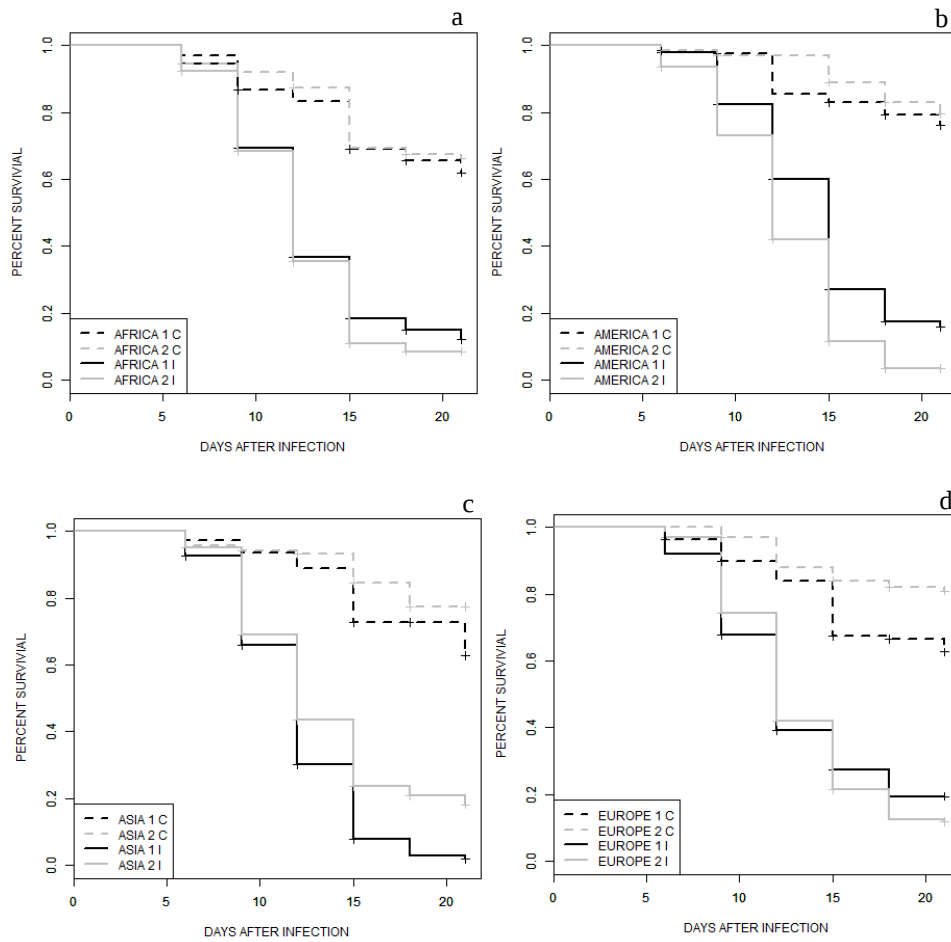 a
PERCENT SURVIVIAL
1.0
0.8
0.6
0.4
0.2
0.0
AFRICA 1 C
AFRICA 2 C
AFRICA 1 I
AFRICA 2 I
0 5 10 15 20
DAYS AFTER INFECTION
b
PERCENT SURVIVIAL
1.0
0.8
0.6
0.4
0.2
0.0
AMERICA 1 C
AMERICA 2 C
AMERICA 1 I
AMERICA 2 I
0 5 10 15 20
DAYS AFTER INFECTION
c
PERCENT SURVIVIAL
1.0
0.8
0.6
0.4
0.2
0.0
ASIA 1 C
ASIA 2 C
ASIA 1 I
ASIA 2 I
0 5 10 15 20
DAYS AFTER INFECTION
d
PERCENT SURVIVIAL
1.0
0.8
0.6
0.4
0.2
0.0
EUROPE 1 C
EUROPE 2 C
EUROPE 1 I
EUROPE 2 I
0 5 10 15 20
DAYS AFTER INFECTION